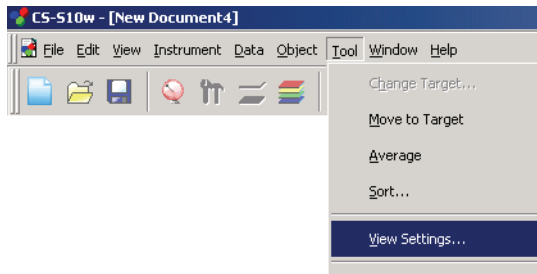 CS-S10w - [New Document4]
File Edit View Instrument Data Object Tool Window Help
Change Target...
Move to Target
Average
Sort...
View Settings...